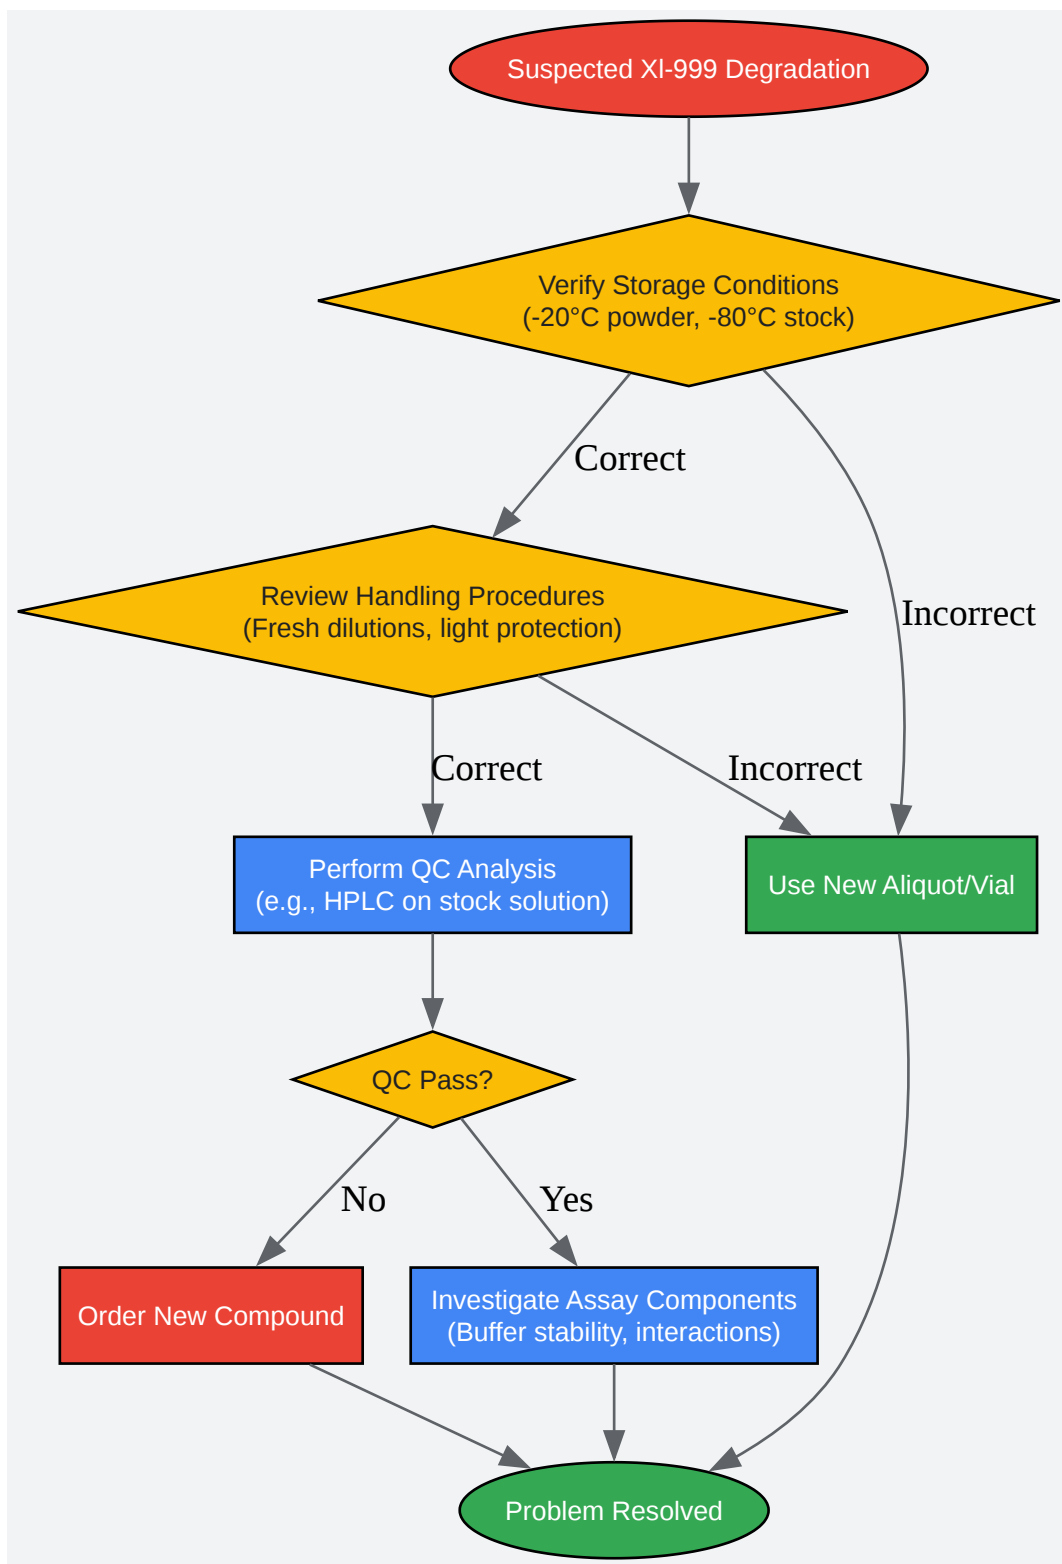 Suspected Xl-999 Degradation
Verify Storage Conditions
(-20°C powder, -80°C stock)
Correct
Review Handling Procedures
(Fresh dilutions, light protection)
Incorrect
Correct
Incorrect
Perform QC Analysis
(e.g., HPLC on stock solution)
Use New Aliquot/Vial
QC Pass?
No
Yes
Order New Compound
Investigate Assay Components
(Buffer stability, interactions)
Problem Resolved